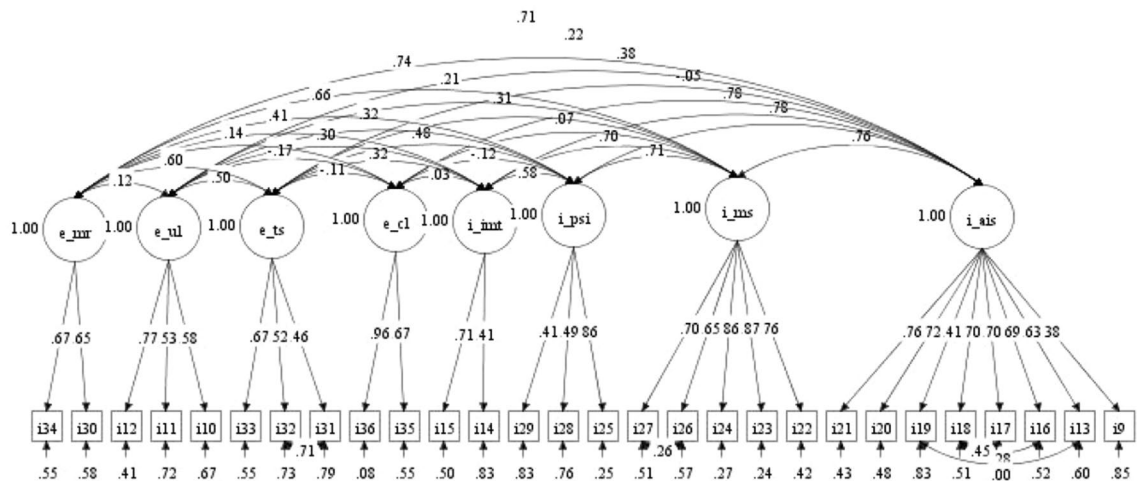 .71
.22
.74 .38
.21 -.05
.66 .31 .78
.41 .32 .07 .78
.14 .30 .48 .70 .76
.60 -.17 .32 -.12 .71
.12 .50 -.11 .03 .58
1.00 e_mr 1.00 e_ul 1.00 e_ts 1.00 e_cl 1.00 i_imt 1.00 i_psi 1.00 i_ms 1.00 i_ais
.67 65 .77 53 .58 .67 52 .46 .96 67 .71 41 .41 49 86 .70 65 86 87 76 .76 72 41 70 70 69 63 38
i34 i30 i12 i11 i10 i33 i32 i31 i36 i35 i15 i14 i29 i28 i25 i27 i26 i24 i23 i22 i21 i20 i19 i18 i17 i16 i13 i9
.71 .26 .45 28
.55 .58 .41 .72 .67 .55 .73 .79 .08 .55 .50 .83 .83 .76 .25 .51 .57 .27 .24 .42 .43 .48 .83 .51 .00 .52 .60 .85